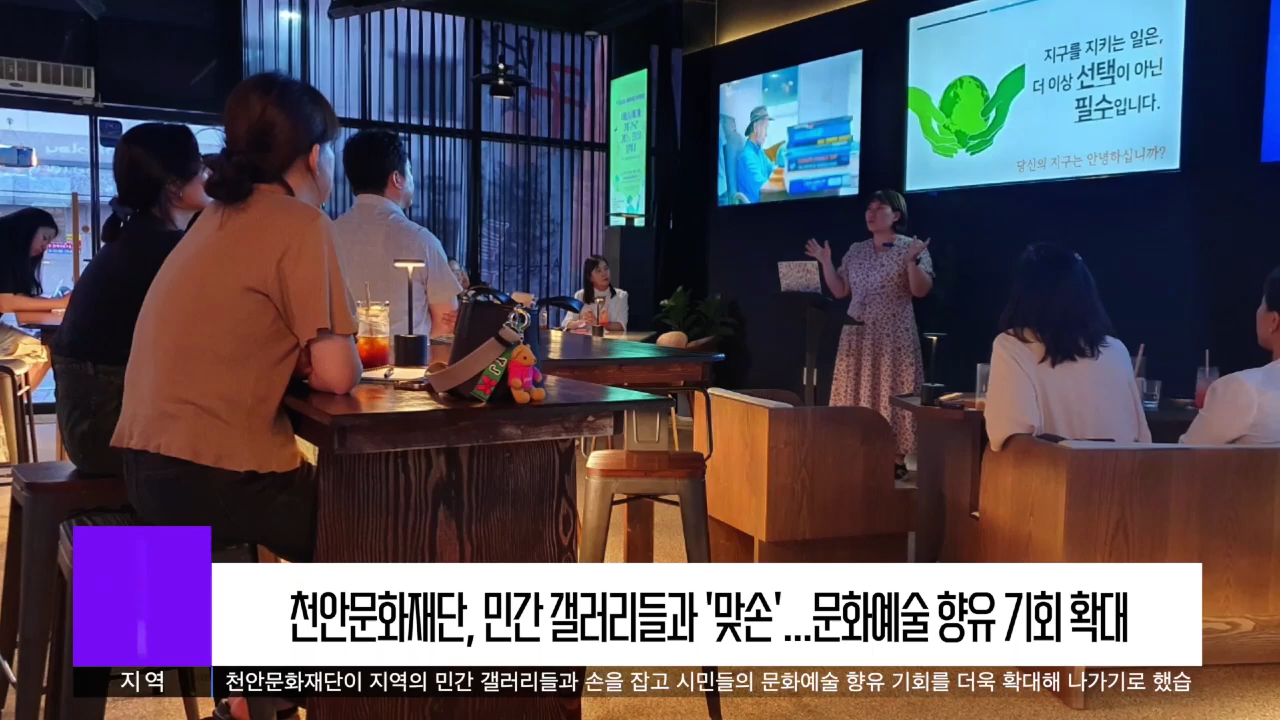 지구를 지키는 일은,
더 이상 선택이 아닌
필수입니다.
당신의 지구는 안녕하십니까?
천안문화재단, 민간 갤러리들과 '맞손'...문화예술 향유 기회 확대
지역
천안문화재단이 지역의 민간 갤러리들과 손을 잡고 시민들의 문화예술 향유 기회를 더욱 확대해 나가기로 했습